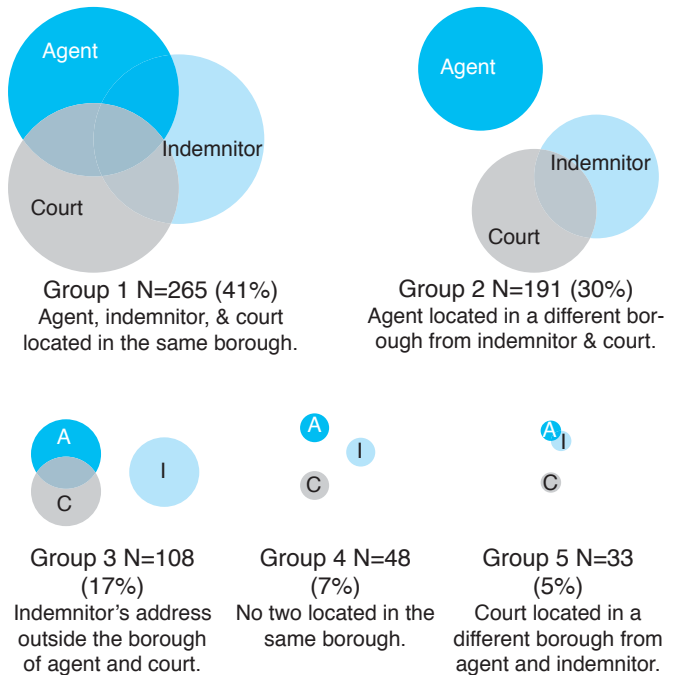 Agent
Indemnitor
Court
Group 1 N=265 (41%)
Agent, indemnitor, & court
located in the same borough.
Agent
Indemnitor
Court
Group 2 N=191 (30%)
Agent located in a different bor-
ough from indemnitor & court.
A
I
C
Group 3 N=108
(17%)
Indemnitor’s address
outside the borough
of agent and court.
A
I
C
Group 4 N=48
(7%)
No two located in the
same borough.
A
I
C
Group 5 N=33
(5%)
Court located in a
different borough from
agent and indemnitor.